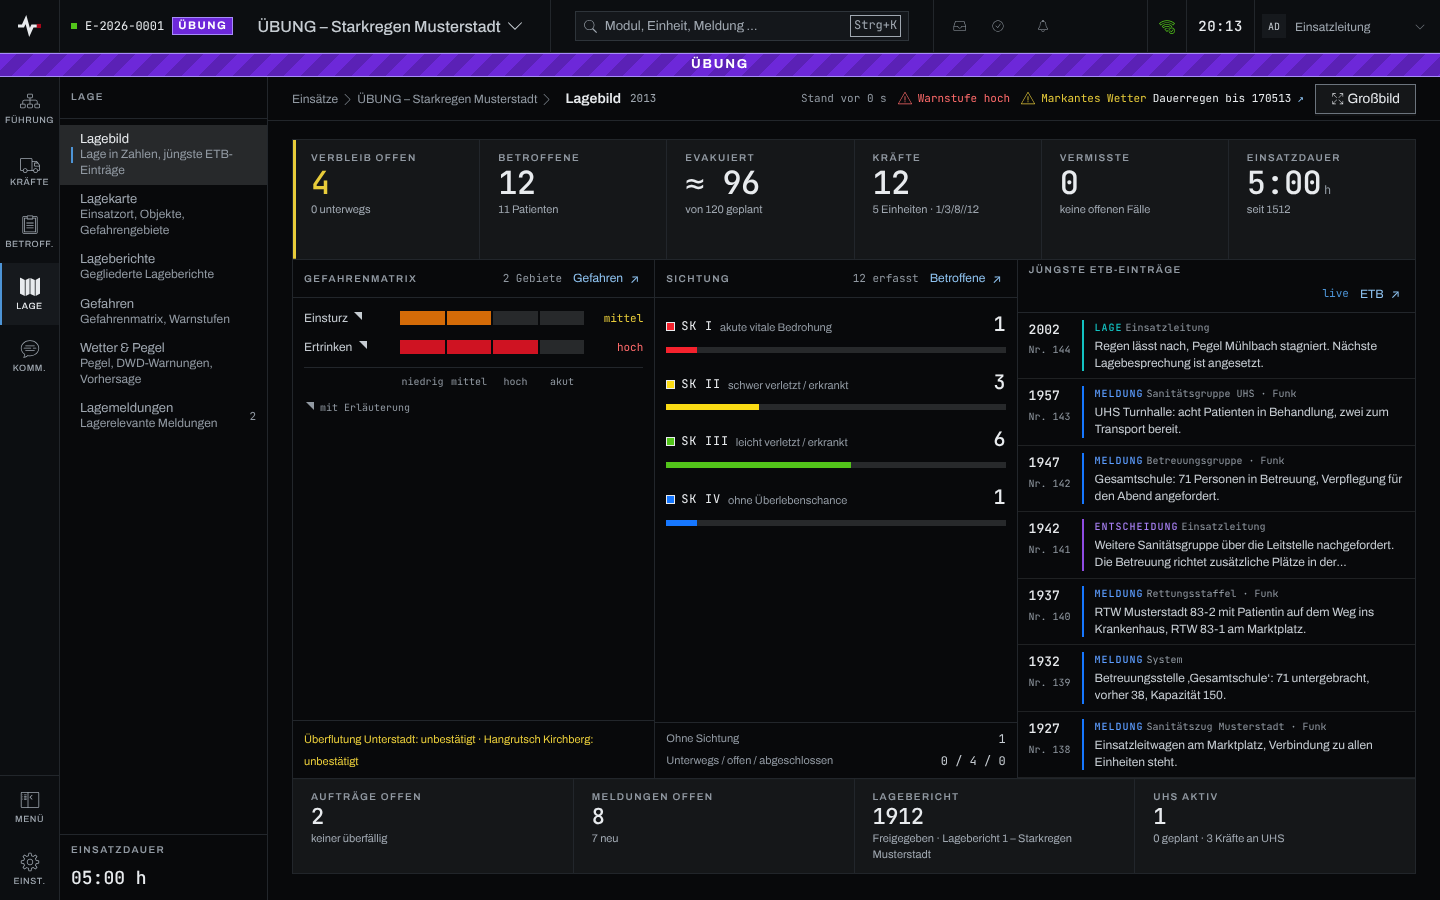 E-2026-0001 ÜBUNG ÜBUNG – Starkregen Musterstadt Modul, Einheit, Meldung ... Strg+K 20:13 AD Einsatzleitung
ÜBUNG
FÜHRUNG
KRÄFTE
BETROFF.
LAGE
KOMM.
MENÜ
EINST.
LAGE
Lagebild
Lage in Zahlen, jüngste ETB-
Einträge
Lagekarte
Einsatzort, Objekte,
Gefahrengebiete
Lageberichte
Gegliederte Lageberichte
Gefahren
Gefahrenmatrix, Warnstufen
Wetter & Pegel
Pegel, DWD-Warnungen,
Vorhersage
Lagemeldungen
Lagerelevante Meldungen 2
EINSATZDAUER
05:00 h
Einsätze ÜBUNG – Starkregen Musterstadt Lagebild 2013 Stand vor 0 s Warnstufe hoch Markantes Wetter Dauerregen bis 170513 ↗ Großbild
VERBLEIB OFFEN
4
0 unterwegs
BETROFFENE
12
11 Patienten
EVAKUIERT
≈ 96
von 120 geplant
KRÄFTE
12
5 Einheiten · 1/3/8//12
VERMISSTE
0
keine offenen Fälle
EINSATZDAUER
5:00 h
seit 1512
GEFAHRENMATRIX 2 Gebiete Gefahren ↗
Einsturz mittel
Ertrinken hoch
niedrig mittel hoch akut
mit Erläuterung
Überflutung Unterstadt: unbestätigt · Hangrutsch Kirchberg:
unbestätigt
SICHTUNG 12 erfasst Betroffene ↗
SK I akute vitale Bedrohung 1
SK II schwer verletzt / erkrankt 3
SK III leicht verletzt / erkrankt 6
SK IV ohne Überlebenschance 1
Ohne Sichtung 1
Unterwegs / offen / abgeschlossen 0 / 4 / 0
JÜNGSTE ETB-EINTRÄGE
live ETB ↗
2002 LAGE Einsatzleitung
Nr. 144 Regen lässt nach, Pegel Mühlbach stagniert. Nächste
Lagebesprechung ist angesetzt.
1957 MELDUNG Sanitätsgruppe UHS · Funk
Nr. 143 UHS Turnhalle: acht Patienten in Behandlung, zwei zum
Transport bereit.
1947 MELDUNG Betreuungsgruppe · Funk
Nr. 142 Gesamtschule: 71 Personen in Betreuung, Verpflegung für
den Abend angefordert.
1942 ENTSCHEIDUNG Einsatzleitung
Nr. 141 Weitere Sanitätsgruppe über die Leitstelle nachgefordert.
Die Betreuung richtet zusätzliche Plätze in der...
1937 MELDUNG Rettungsstaffel · Funk
Nr. 140 RTW Musterstadt 83-2 mit Patientin auf dem Weg ins
Krankenhaus, RTW 83-1 am Marktplatz.
1932 MELDUNG System
Nr. 139 Betreuungsstelle ‚Gesamtschule‘: 71 untergebracht,
vorher 38, Kapazität 150.
1927 MELDUNG Sanitätszug Musterstadt · Funk
Nr. 138 Einsatzleitwagen am Marktplatz, Verbindung zu allen
Einheiten steht.
AUFTRÄGE OFFEN
2
keiner überfällig
MELDUNGEN OFFEN
8
7 neu
LAGEBERICHT
1912
Freigegeben · Lagebericht 1 – Starkregen
Musterstadt
UHS AKTIV
1
0 geplant · 3 Kräfte an UHS